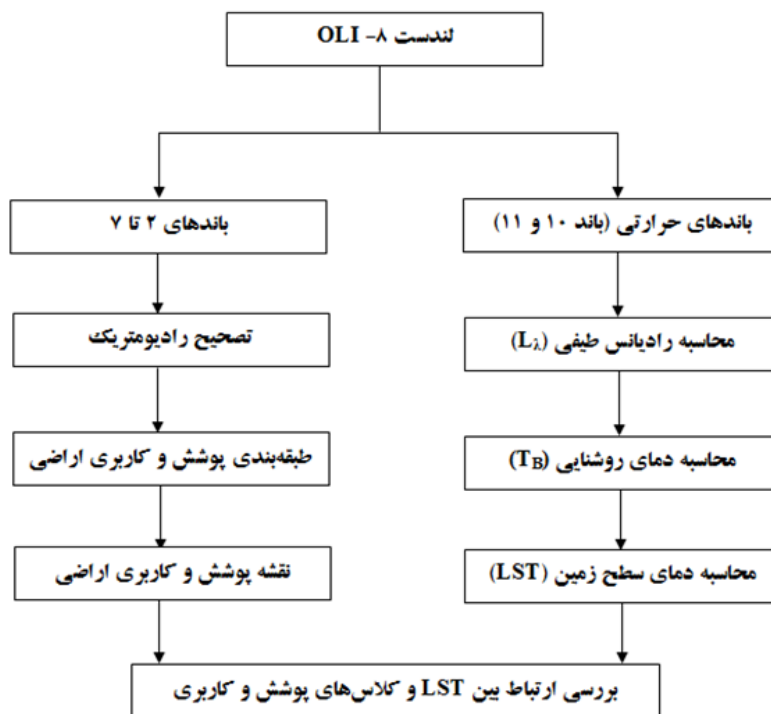 لندست ۸- OLI
باندهای حرارتی (باند ۱۰ و ۱۱)
محاسبه رادیانس طیفی (Lλ)
محاسبه دمای روشنایی (TB)
محاسبه دمای سطح زمین (LST)
باندهای ۲ تا ۷
تصحیح رادیومتریک
طبقه‌بندی پوشش و کاربری اراضی
نقشه پوشش و کاربری اراضی
بررسی ارتباط بین LST و کلاس‌های پوشش و کاربری